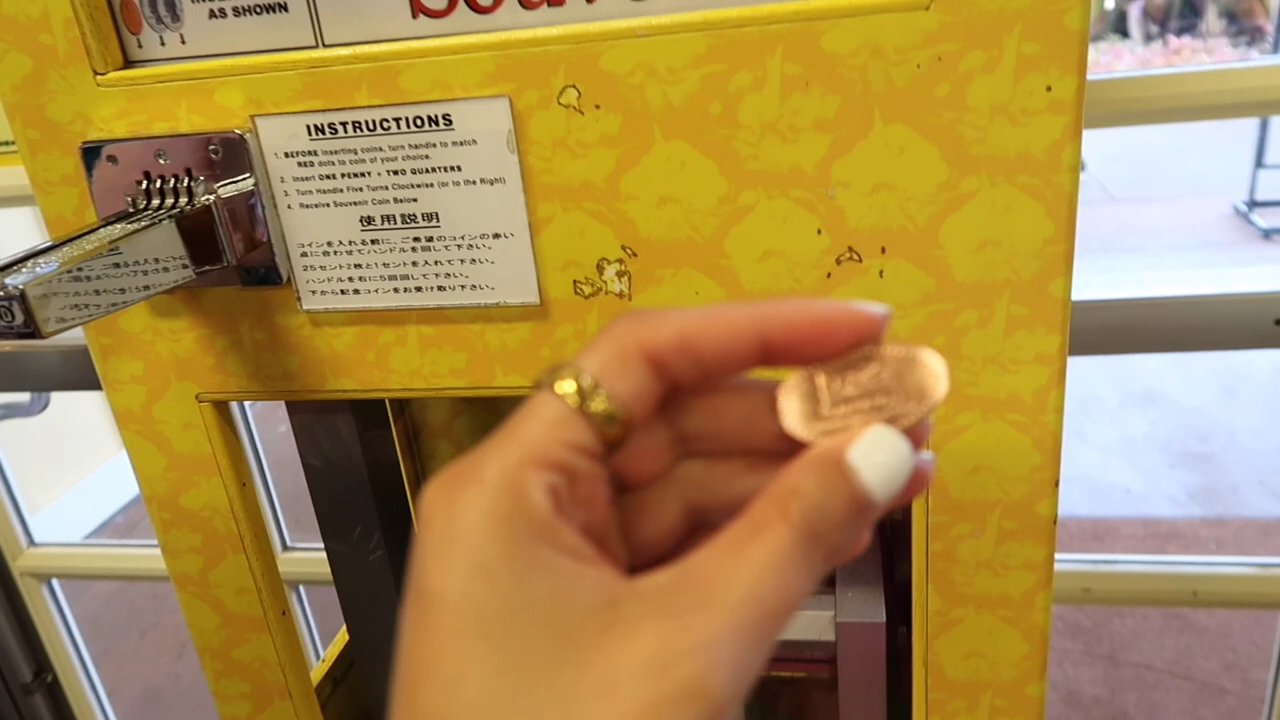 AS SHOWN
INSTRUCTIONS
1. BEFORE inserting coins, turn handle to match
RED dots to coin of your choice.
2. Insert ONE PENNY + TWO QUARTERS
3. Turn Handle Five Turns Clockwise (or to the Right)
4. Receive Souvenir Coin Below
使用説明
コインを入れる前に、ご希望のコインの赤い
点に合わせてハンドルを回して下さい。
25セント2枚と1セントを入れて下さい。
ハンドルを右に5回回して下さい。
下から記念コインをお受け取り下さい。